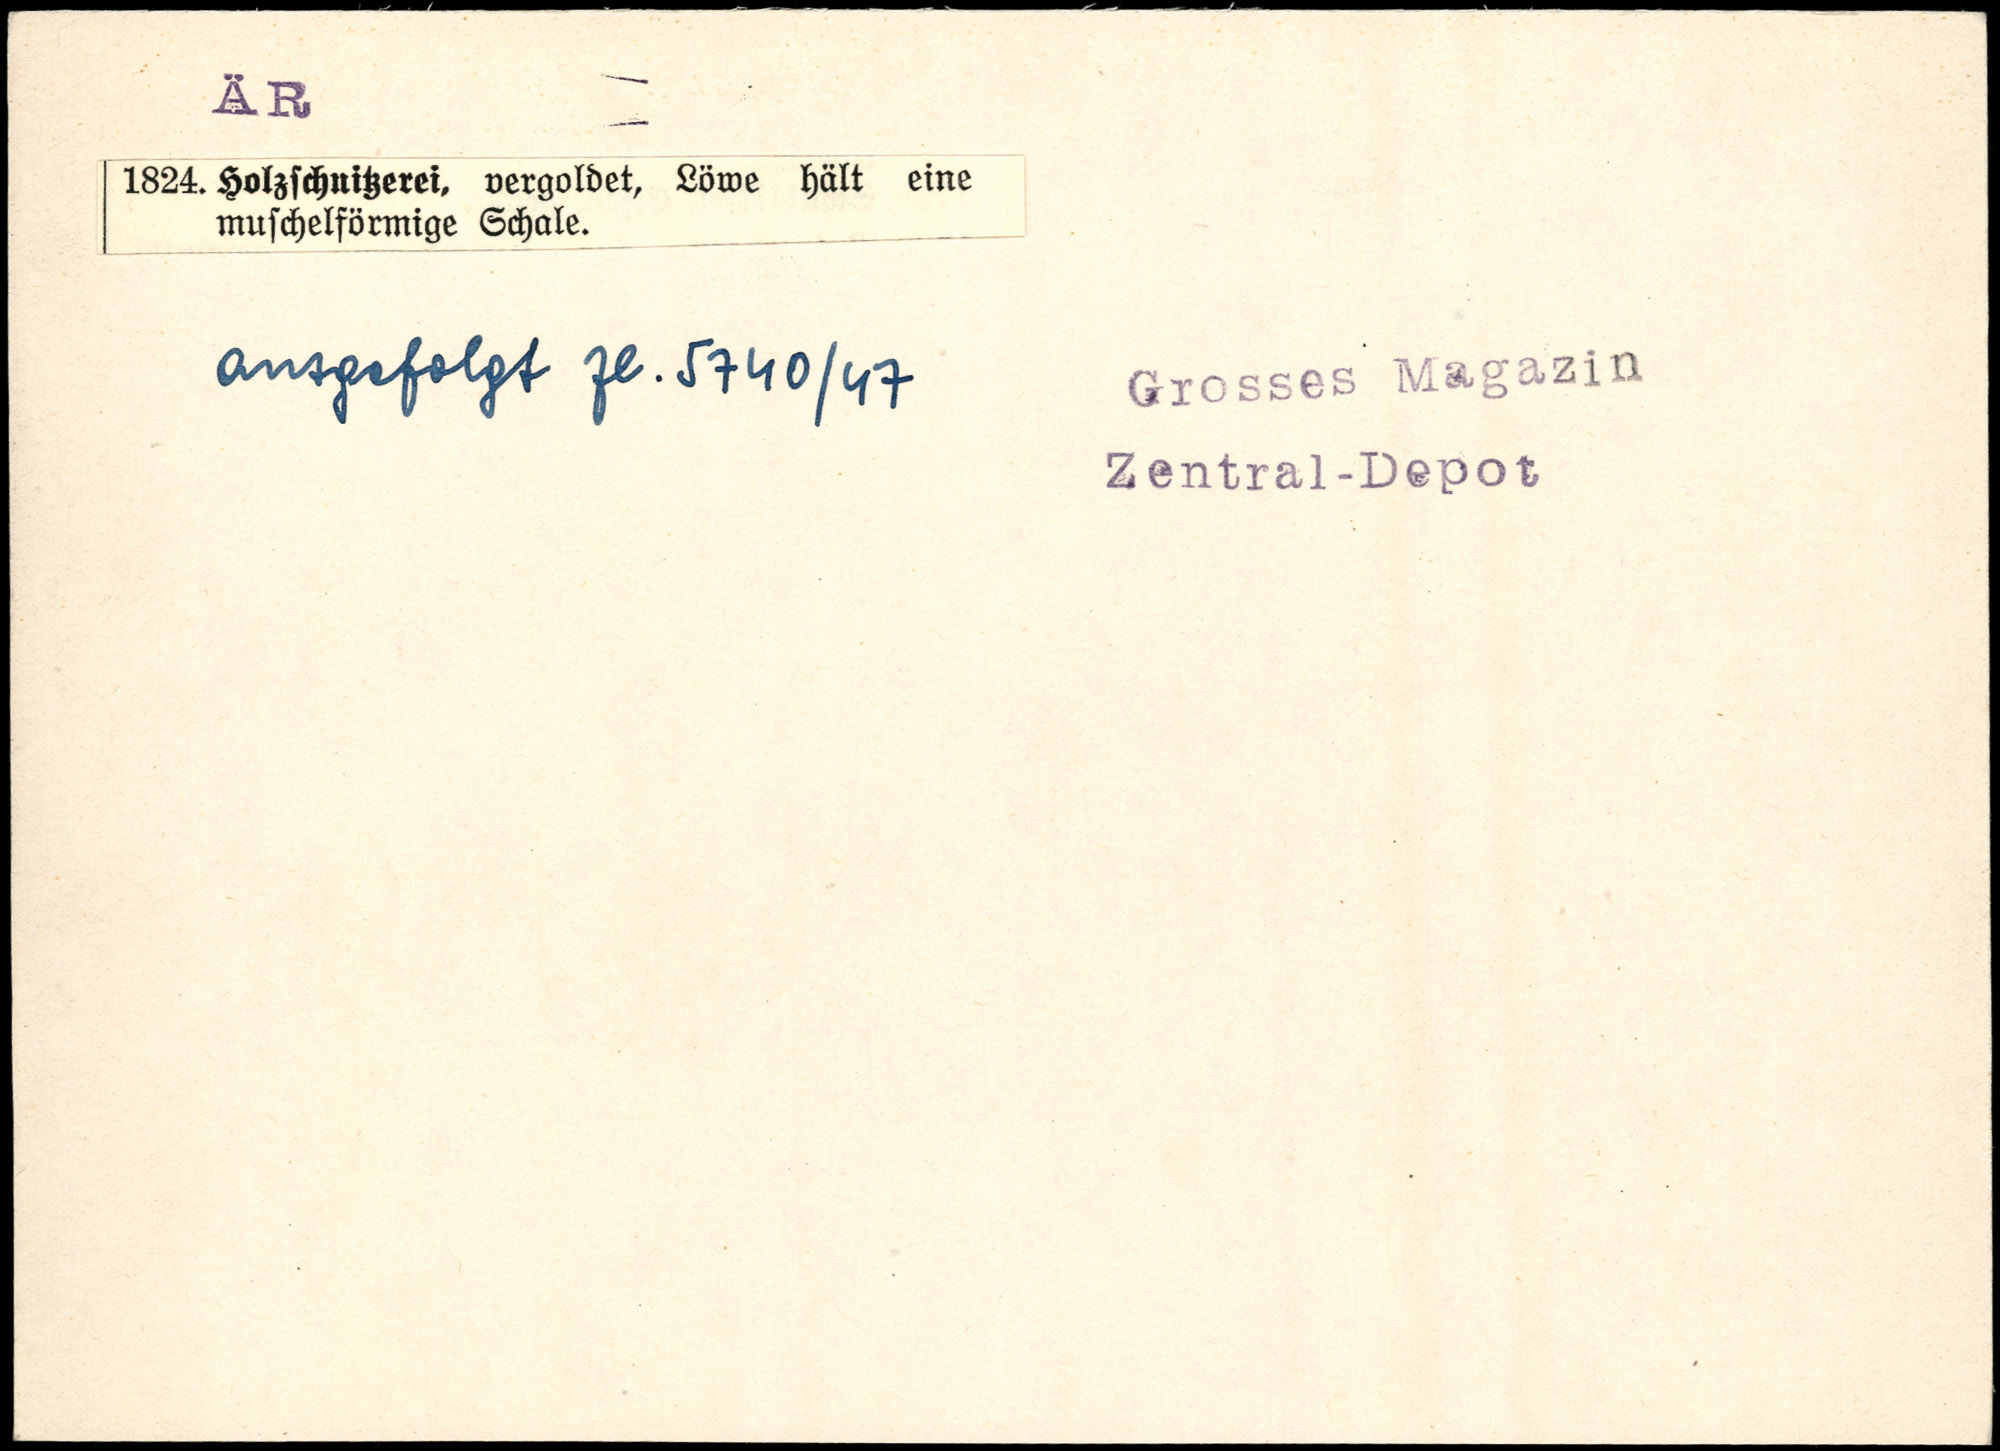 ÄR
1824. Holzschnitzerei, vergoldet, Löwe hält eine
muschelförmige Schale.
ausgefolgt Zl. 5740/47
Grosses Magazin
Zentral-Depot